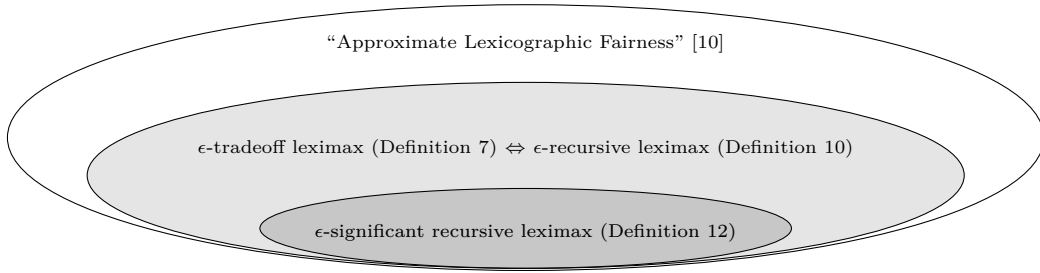 “Approximate Lexicographic Fairness” [10]
ϵ-tradeoff leximax (Definition 7) ⇔ ϵ-recursive leximax (Definition 10)
ϵ-significant recursive leximax (Definition 12)